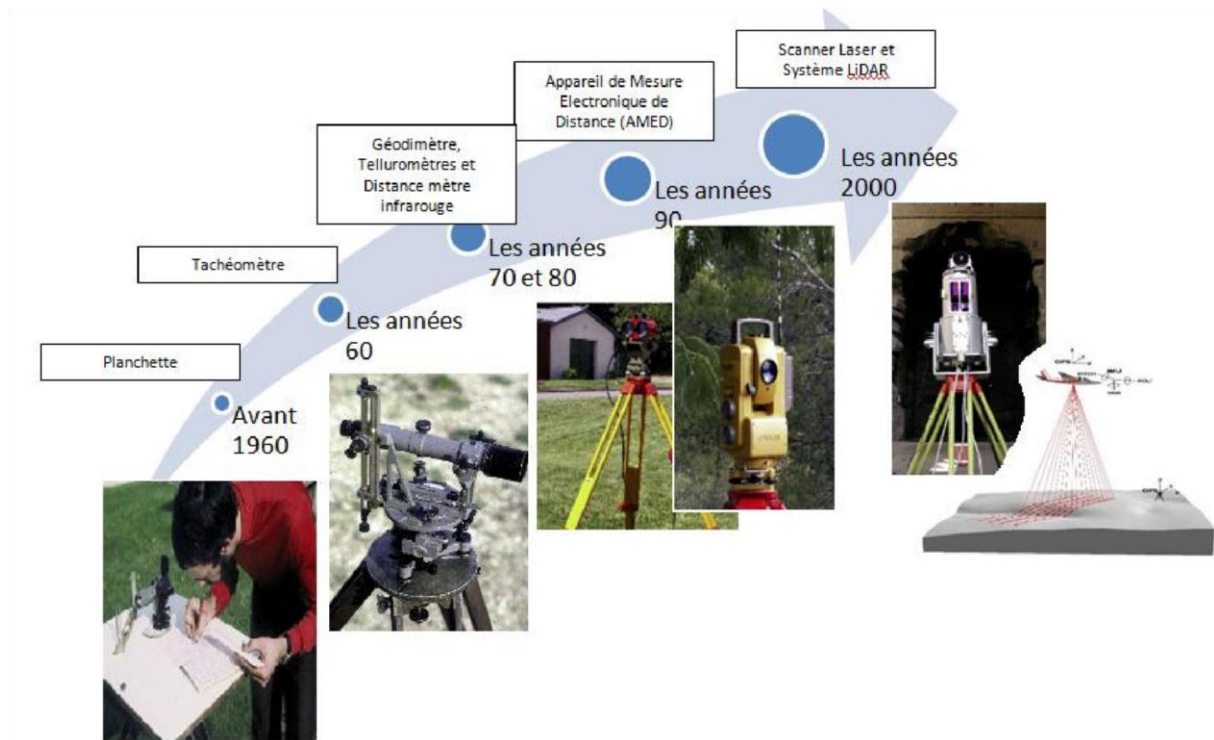 Scanner Laser et
Système LiDAR
Appareil de Mesure
Electronique de
Distance (AMED)
Géodimètre,
Telluromètres et
Distance mètre
infrarouge
Tachéomètre
Planchette
Avant
1960
Les années
60
Les années
70 et 80
Les années
90
Les années
2000